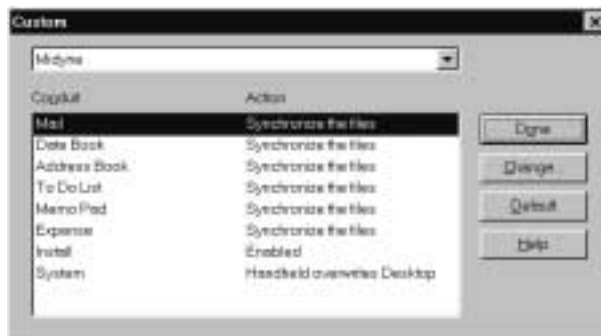 Custom
Midyne
Conduit Action
Mail Synchronize the files
Date Book Synchronize the files
Address Book Synchronize the files
To Do List Synchronize the files
Memo Pad Synchronize the files
Expense Synchronize the files
Install Enabled
System Handheld overwrites Desktop
Done
Change...
Default
Help